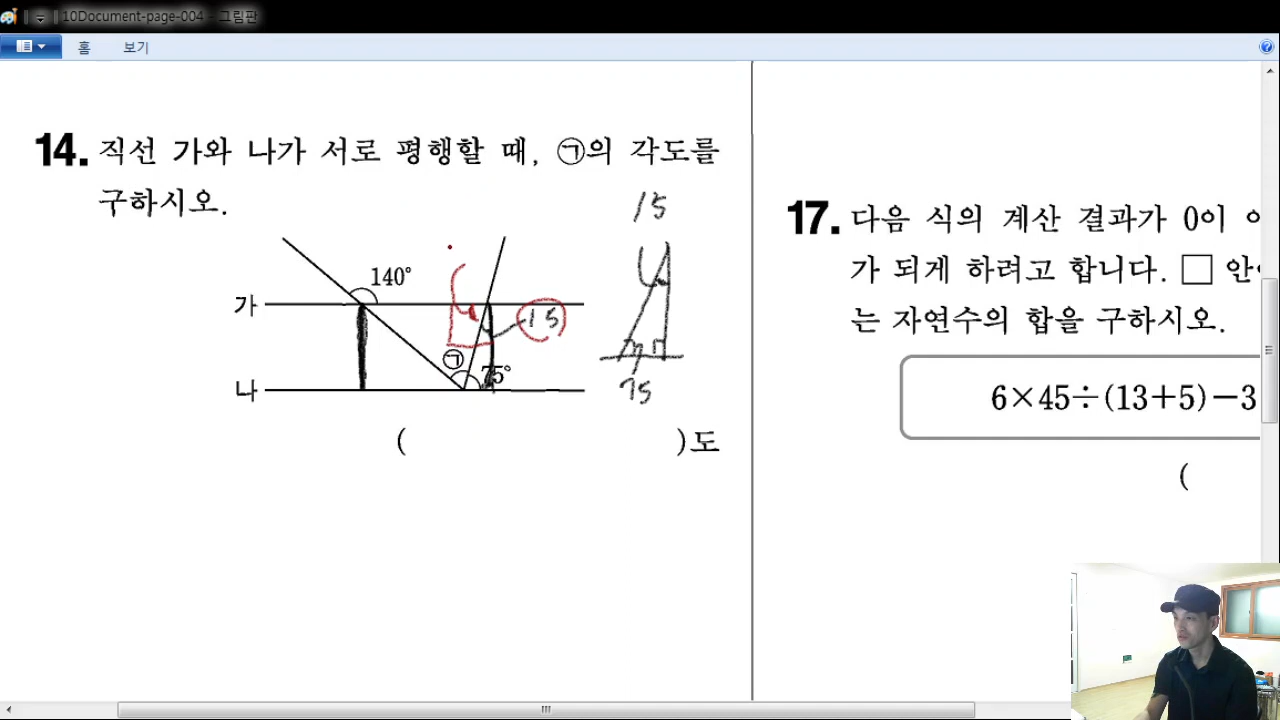 10Document-page-004 - 그림판
홈 보기
14. 직선 가와 나가 서로 평행할 때, ㉠의 각도를
구하시오.
15
140°
가
15
㉠
75°
나
75
( )도
17. 다음 식의 계산 결과가 0이
가 되게 하려고 합니다. □ 안
는 자연수의 합을 구하시오.
6×45÷(13+5)-3
(